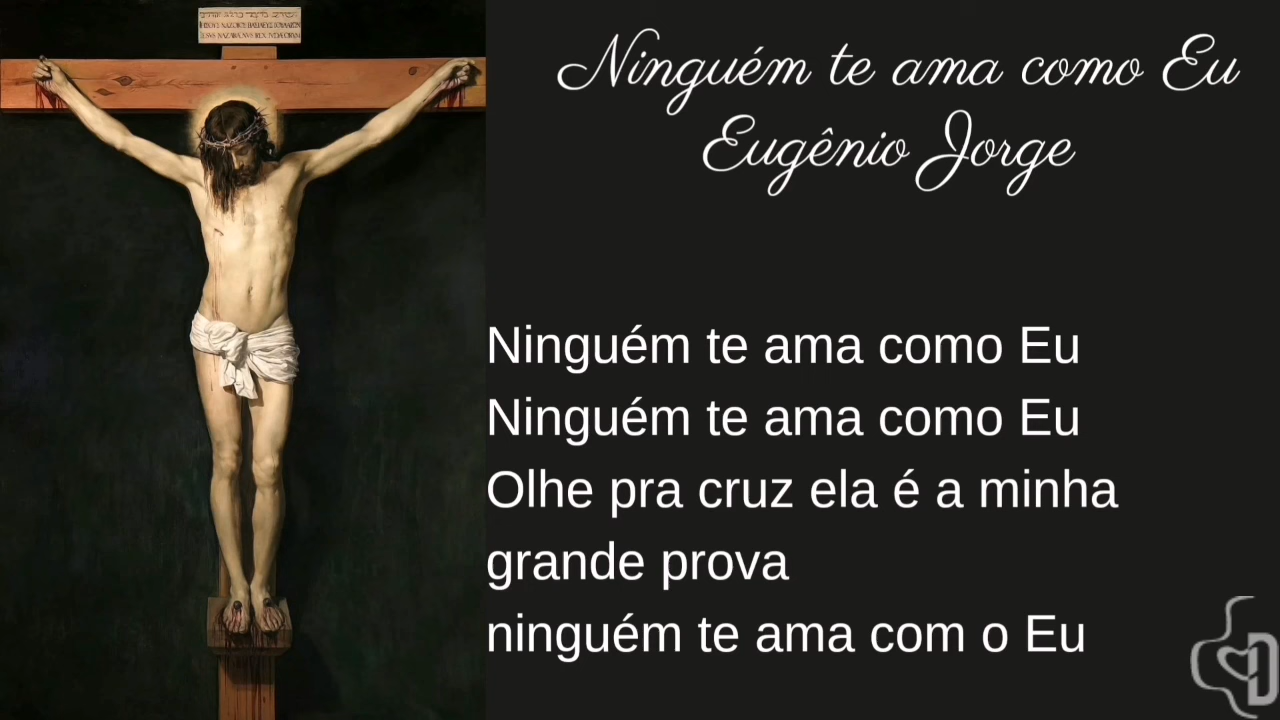 Ninguém te ama como Eu
Eugênio Jorge
Ninguém te ama como Eu
Ninguém te ama como Eu
Olhe pra cruz ela é a minha
grande prova
ninguém te ama com o Eu
D